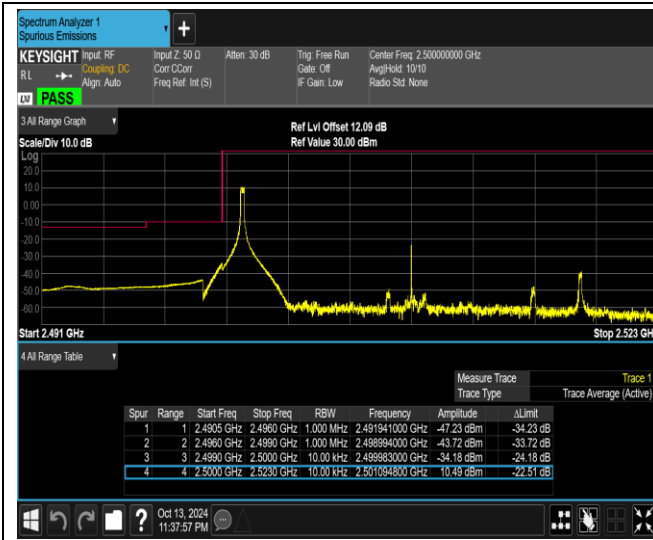 Spectrum Analyzer 1
Spurious Emissions
+
KEYSIGHT Input: RF Input Z: 50 Ω Atten: 30 dB Trig: Free Run Center Freq: 2.500000000 GHz
RL Coupling: DC Corr CCorr Gate: Off Avg|Hold: 10/10
Align: Auto Freq Ref: Int (S) IF Gain: Low Radio Std: None
LXI PASS
3 All Range Graph
Ref Lvl Offset 12.09 dB
Scale/Div 10.0 dB Ref Value 30.00 dBm
Log
20.0
10.0
0.00
-10.0
-20.0
-30.0
-40.0
-50.0
-60.0
Start 2.491 GHz Stop 2.523 GH
4 All Range Table
Measure Trace Trace 1
Trace Type Trace Average (Active)
Spur Range Start Freq Stop Freq RBW Frequency Amplitude ΔLimit
1 1 2.4905 GHz 2.4960 GHz 1.000 MHz 2.491941000 GHz -47.23 dBm -34.23 dB
2 2 2.4960 GHz 2.4990 GHz 1.000 MHz 2.498994000 GHz -43.72 dBm -33.72 dB
3 3 2.4990 GHz 2.5000 GHz 10.00 kHz 2.499983000 GHz -34.18 dBm -24.18 dB
4 4 2.5000 GHz 2.5230 GHz 10.00 kHz 2.501094800 GHz 10.49 dBm -22.51 dB
? Oct 13, 2024
11:37:57 PM